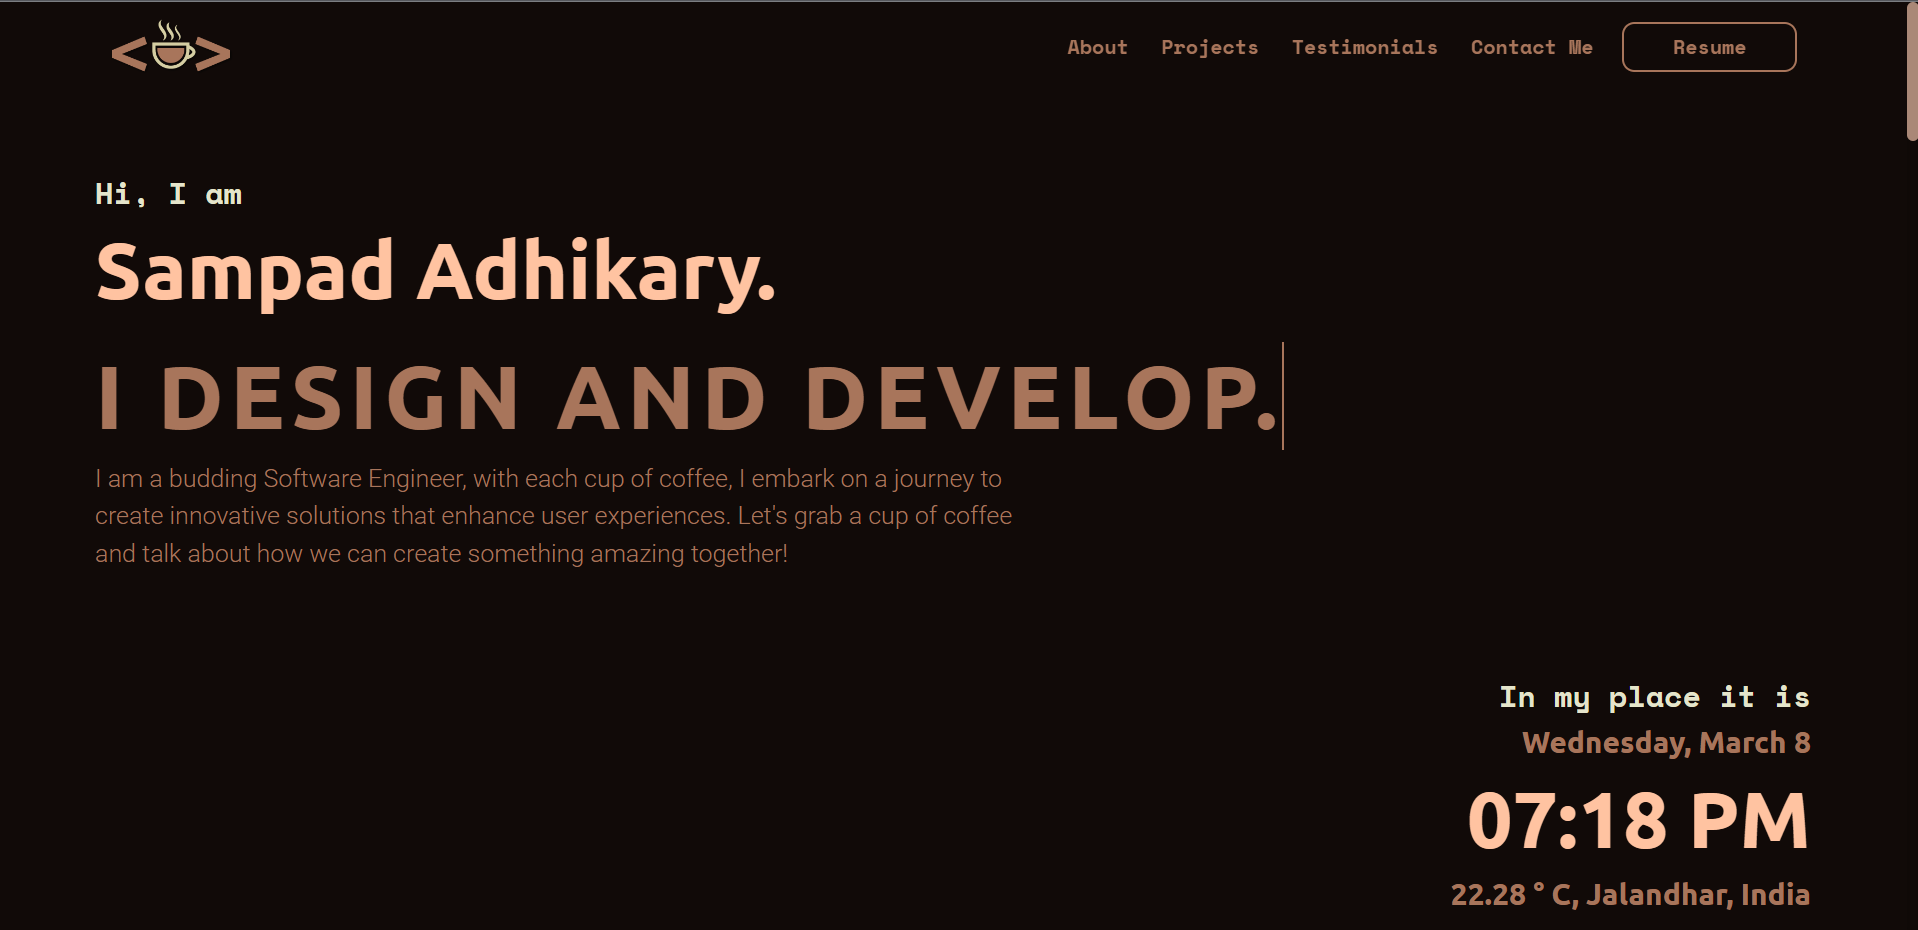 About Projects Testimonials Contact Me Resume
Hi, I am
Sampad Adhikary.
I DESIGN AND DEVELOP.
I am a budding Software Engineer, with each cup of coffee, I embark on a journey to
create innovative solutions that enhance user experiences. Let's grab a cup of coffee
and talk about how we can create something amazing together!
In my place it is
Wednesday, March 8
07:18 PM
22.28 ° C, Jalandhar, India